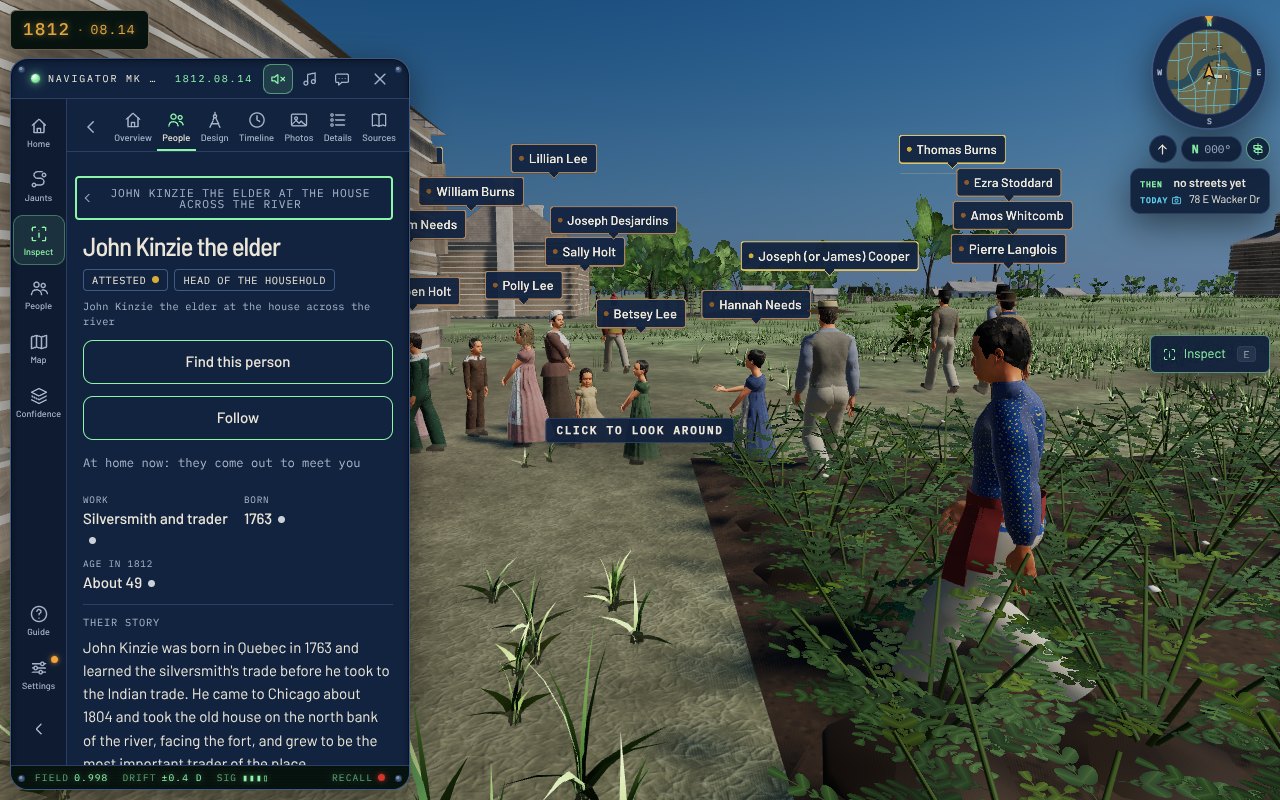 1812 · 08.14
NAVIGATOR MK …
1812.08.14
Home
Jaunts
Inspect
People
Map
Confidence
Guide
Settings
Overview
People
Design
Timeline
Photos
Details
Sources
JOHN KINZIE THE ELDER AT THE HOUSE
ACROSS THE RIVER
John Kinzie the elder
ATTESTED
HEAD OF THE HOUSEHOLD
John Kinzie the elder at the house across the
river
Find this person
Follow
At home now: they come out to meet you
WORK
Silversmith and trader
BORN
1763
AGE IN 1812
About 49
THEIR STORY
John Kinzie was born in Quebec in 1763 and
learned the silversmith's trade before he took to
the Indian trade. He came to Chicago about
1804 and took the old house on the north bank
of the river, facing the fort, and grew to be the
most important trader of the place.
FIELD 0.998
DRIFT ±0.4 D
SIG
RECALL
Lillian Lee
William Burns
m Needs
Joseph Desjardins
Sally Holt
en Holt
Polly Lee
Betsey Lee
Hannah Needs
Joseph (or James) Cooper
Thomas Burns
Ezra Stoddard
Amos Whitcomb
Pierre Langlois
CLICK TO LOOK AROUND
N
W
E
S
N 000°
THEN no streets yet
TODAY 78 E Wacker Dr
Inspect E